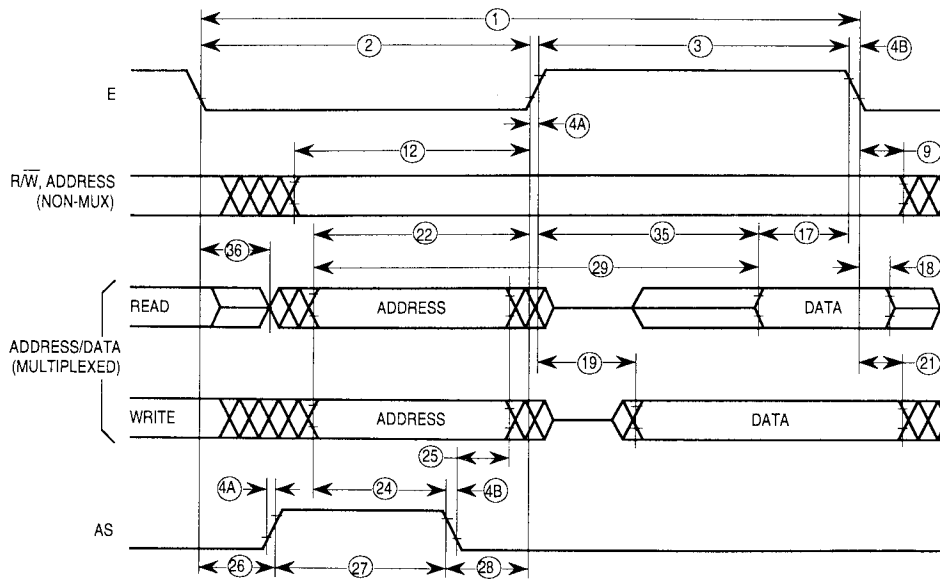 1
2
3
4B
E
4A
12
9
R/W̅, ADDRESS
(NON-MUX)
22
35
17
36
29
18
READ
ADDRESS
DATA
ADDRESS/DATA
(MULTIPLEXED)
19
21
WRITE
ADDRESS
DATA
25
4A
24
4B
AS
26
27
28